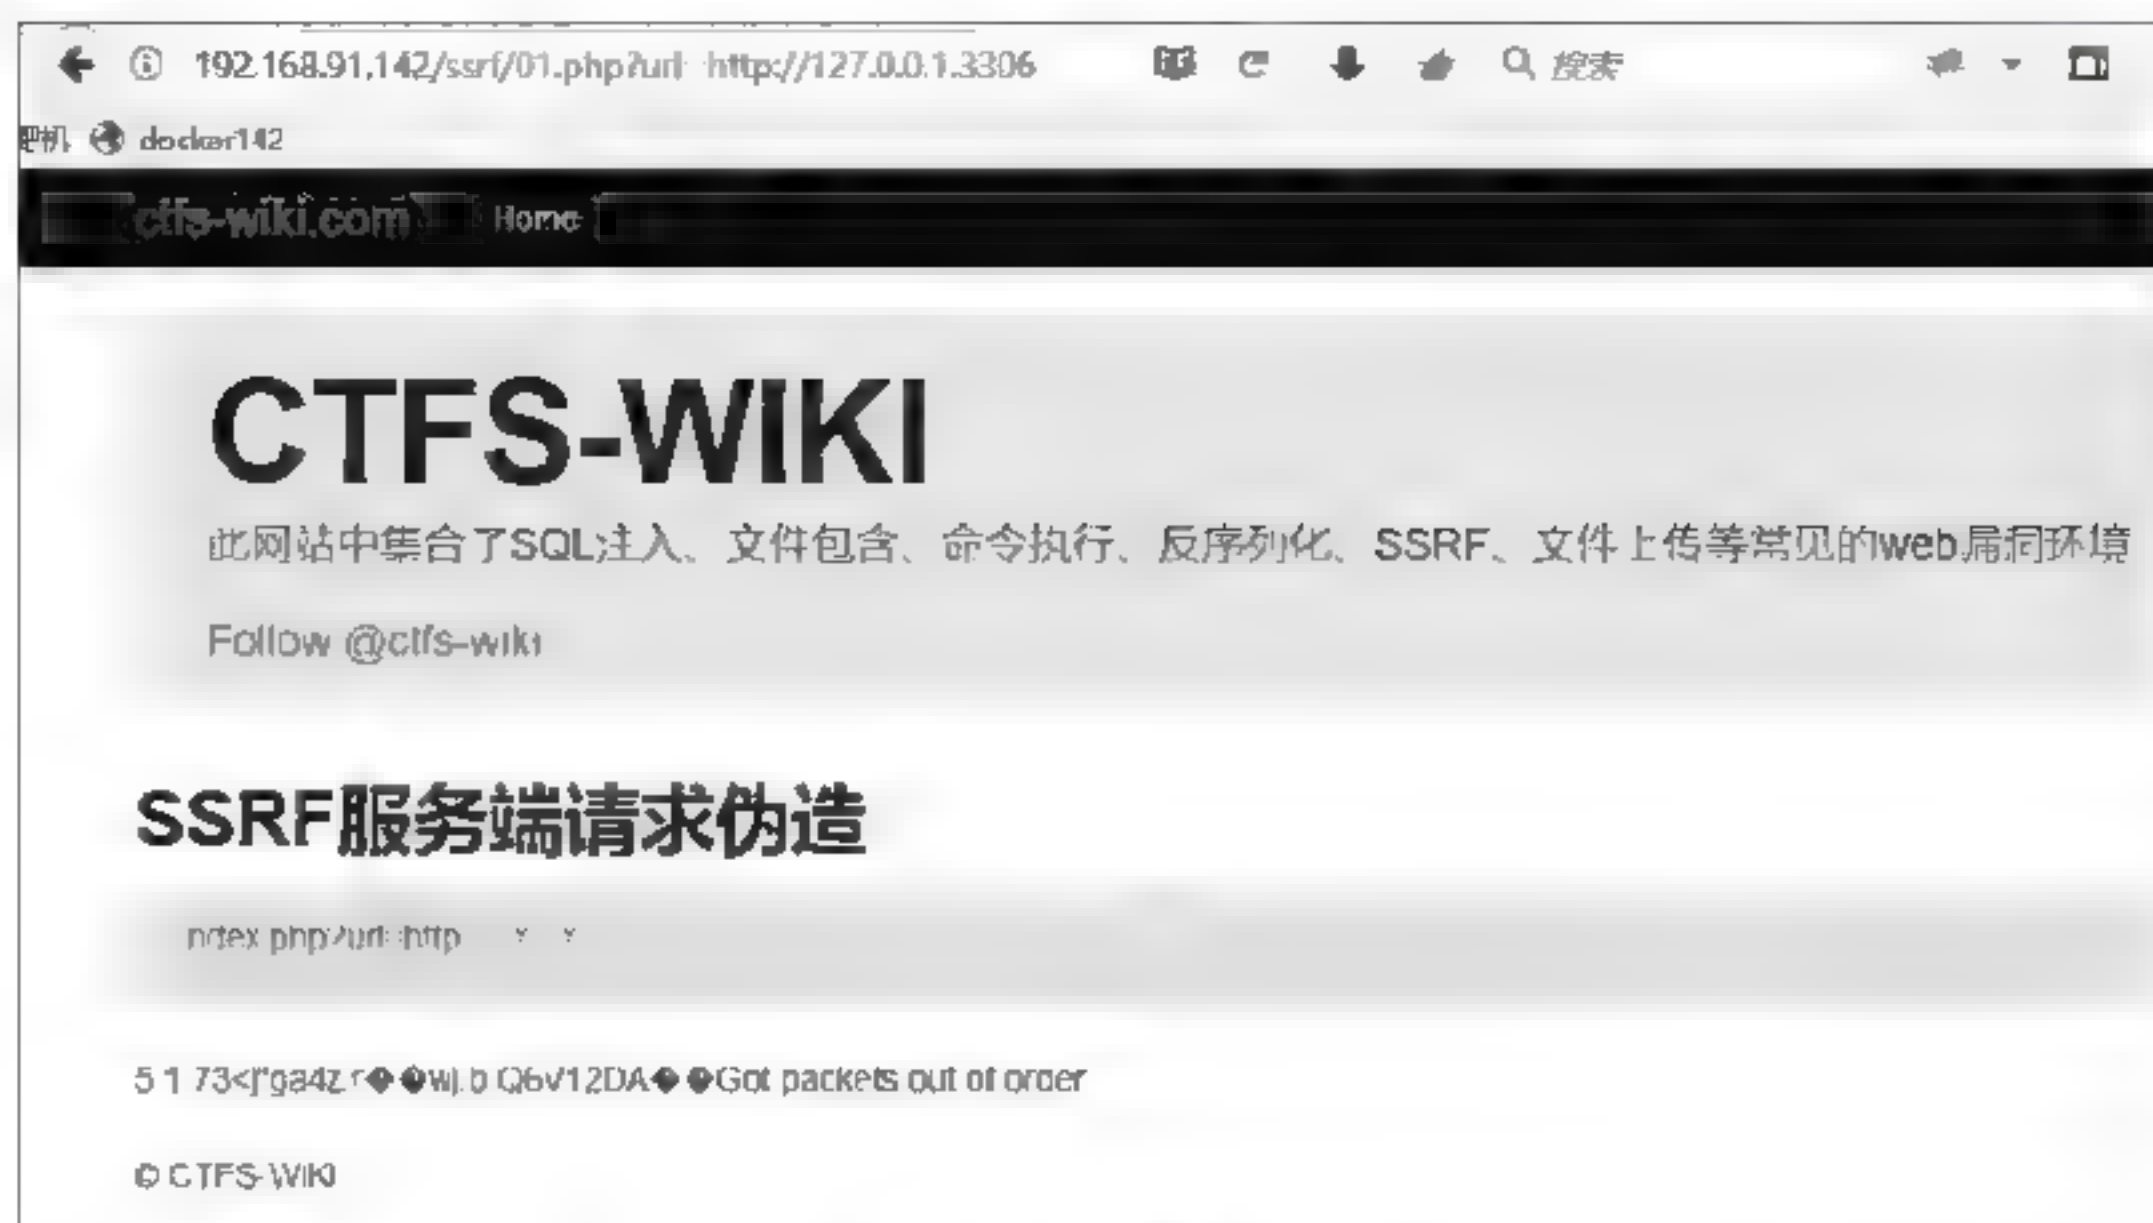 192.168.91.142/ssrf/01.php?url=http://127.0.0.1:3306 搜索
docker142
ctfs-wiki.com Home
CTFS-WIKI
此网站中集合了SQL注入、文件包含、命令执行、反序列化、SSRF、文件上传等常见的web漏洞环境
Follow @ctfs-wiki
SSRF服务端请求伪造
index.php?url=http
Got packets out of order
© CTFS-WIKI